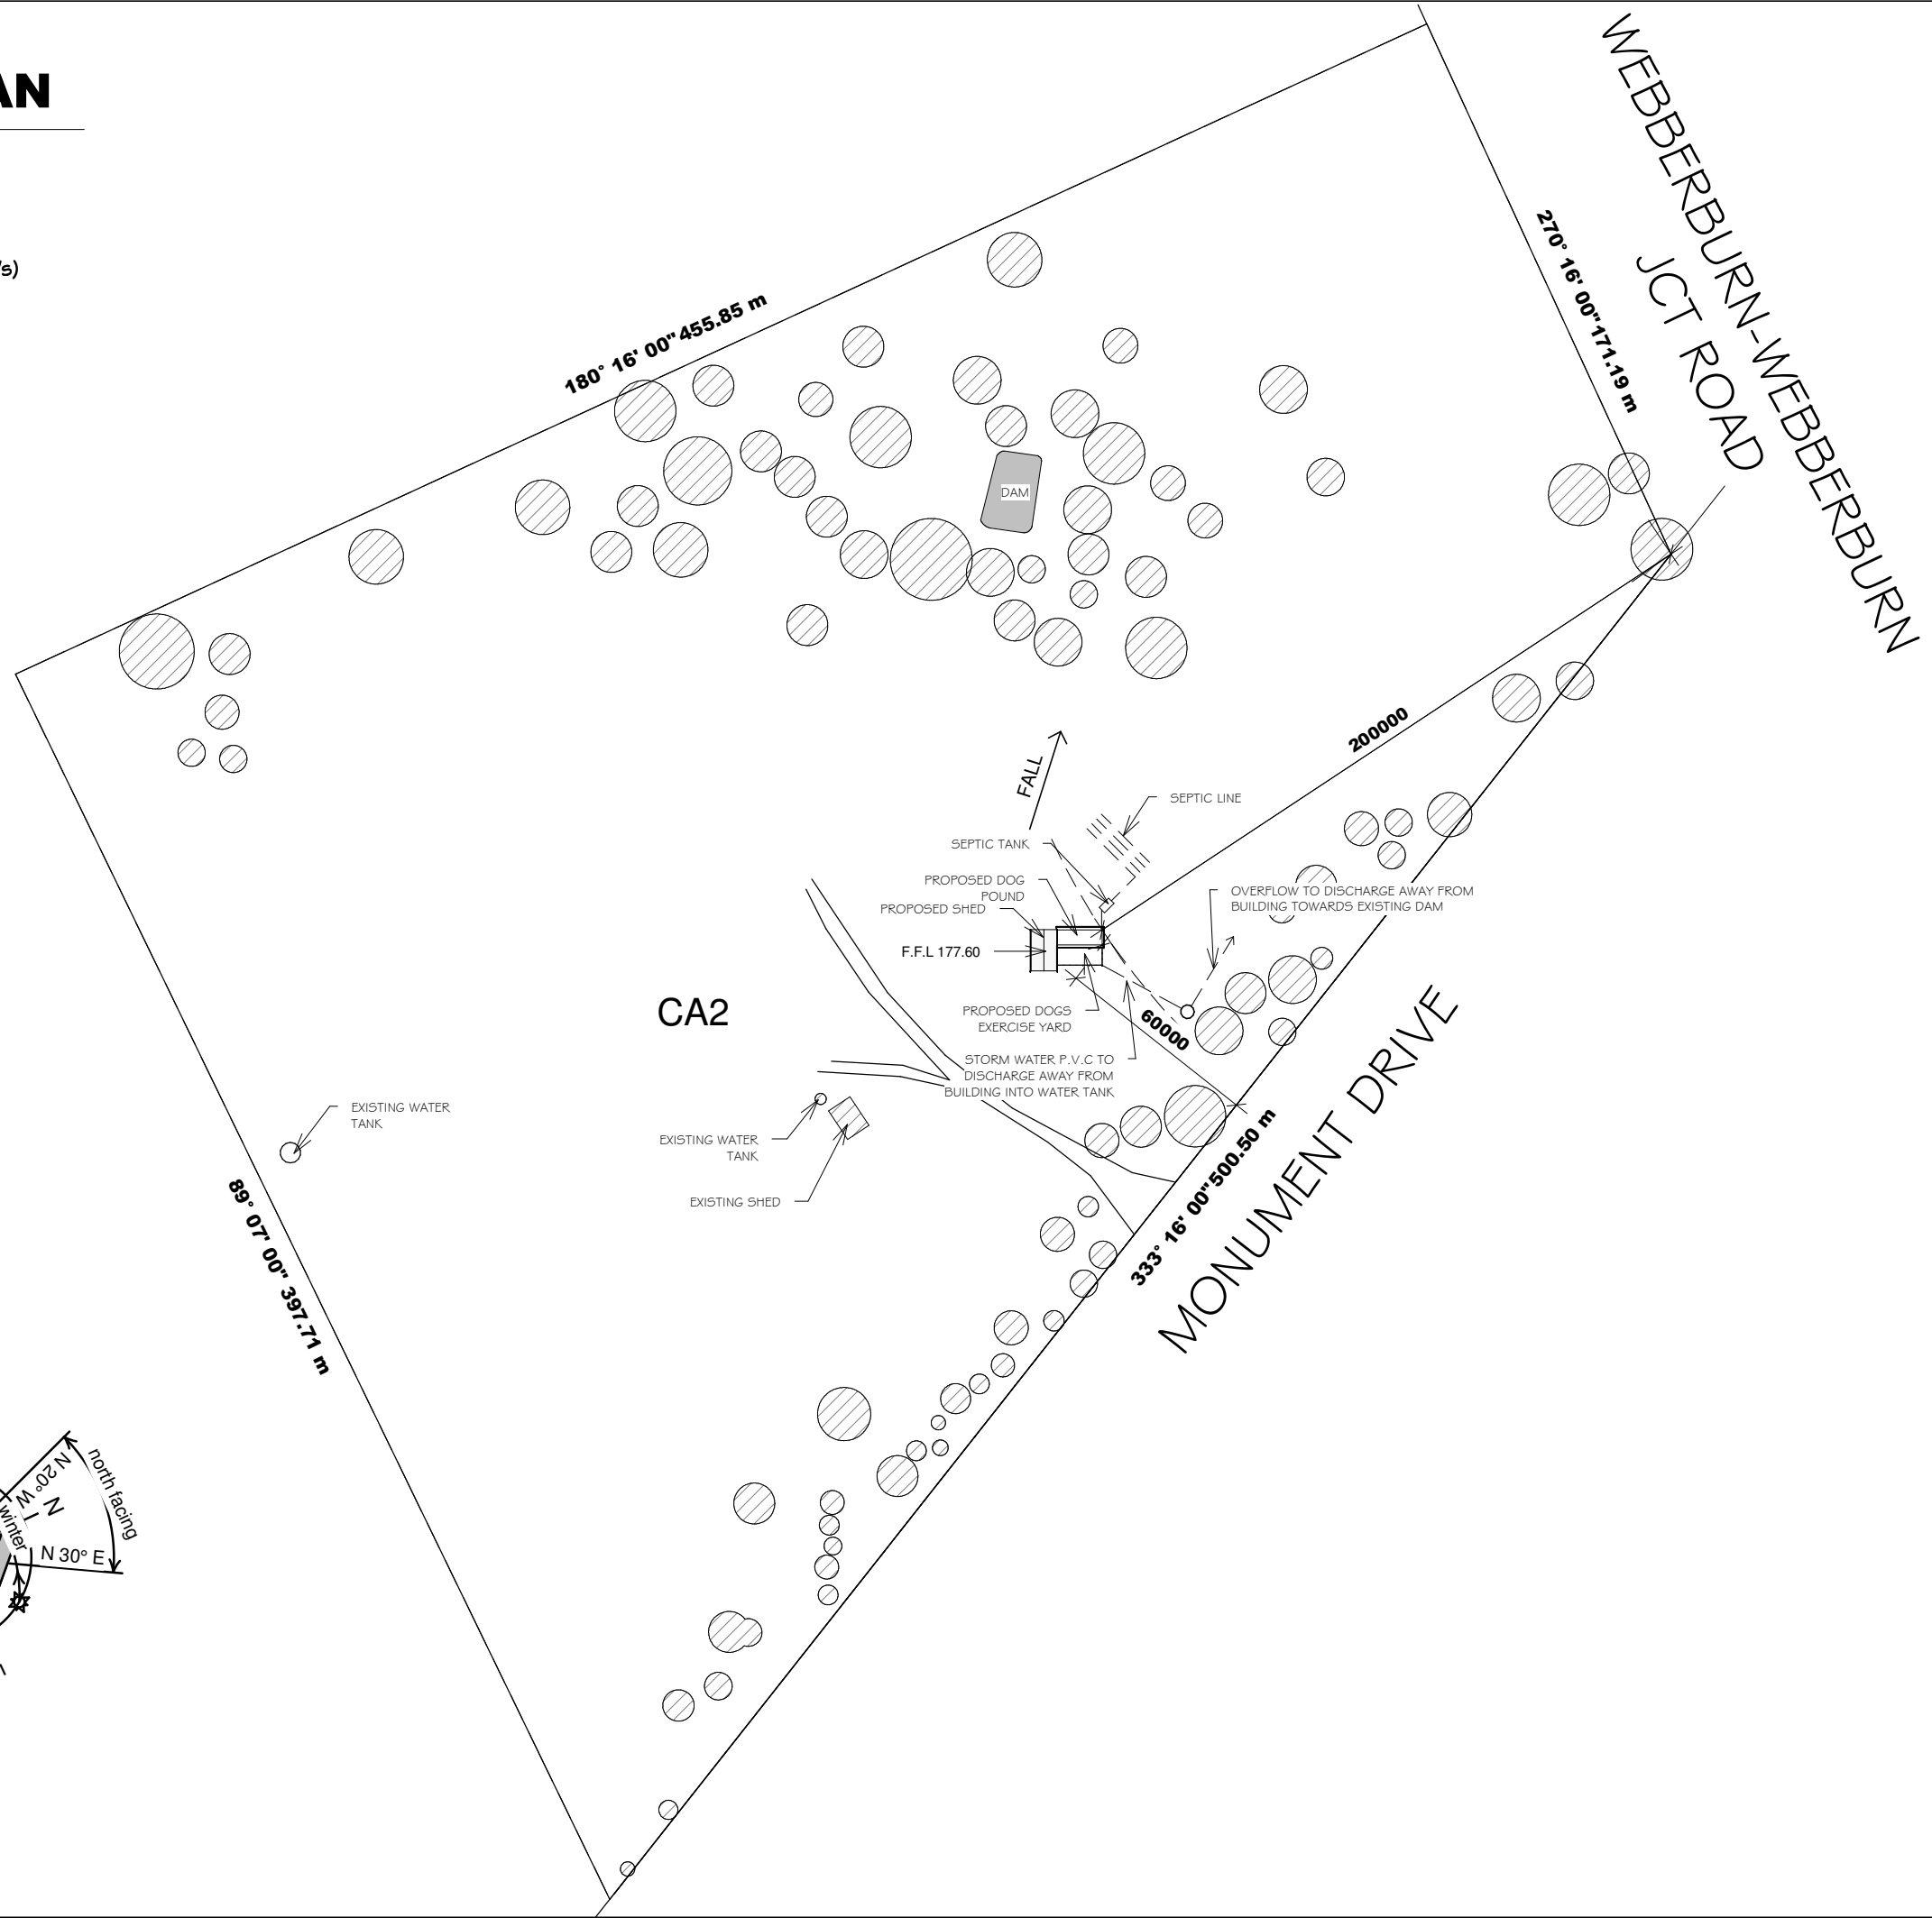 AN
/s)
WEBBERBURN-WEBBERBURN
JCT ROAD
270° 16' 00" 171.19 m
180° 16' 00" 455.85 m
DAM
200000
FALL
SEPTIC LINE
SEPTIC TANK
PROPOSED DOG
POUND
PROPOSED SHED
OVERFLOW TO DISCHARGE AWAY FROM
BUILDING TOWARDS EXISTING DAM
F.F.L 177.60
CA2
PROPOSED DOGS
EXERCISE YARD
60000
STORM WATER P.V.C TO
DISCHARGE AWAY FROM
BUILDING INTO WATER TANK
EXISTING WATER
TANK
EXISTING WATER
TANK
EXISTING SHED
333° 16' 00" 500.50 m
MONUMENT DRIVE
89° 07' 00" 397.71 m
north facing
N 20° W
N
winter
N 30° E